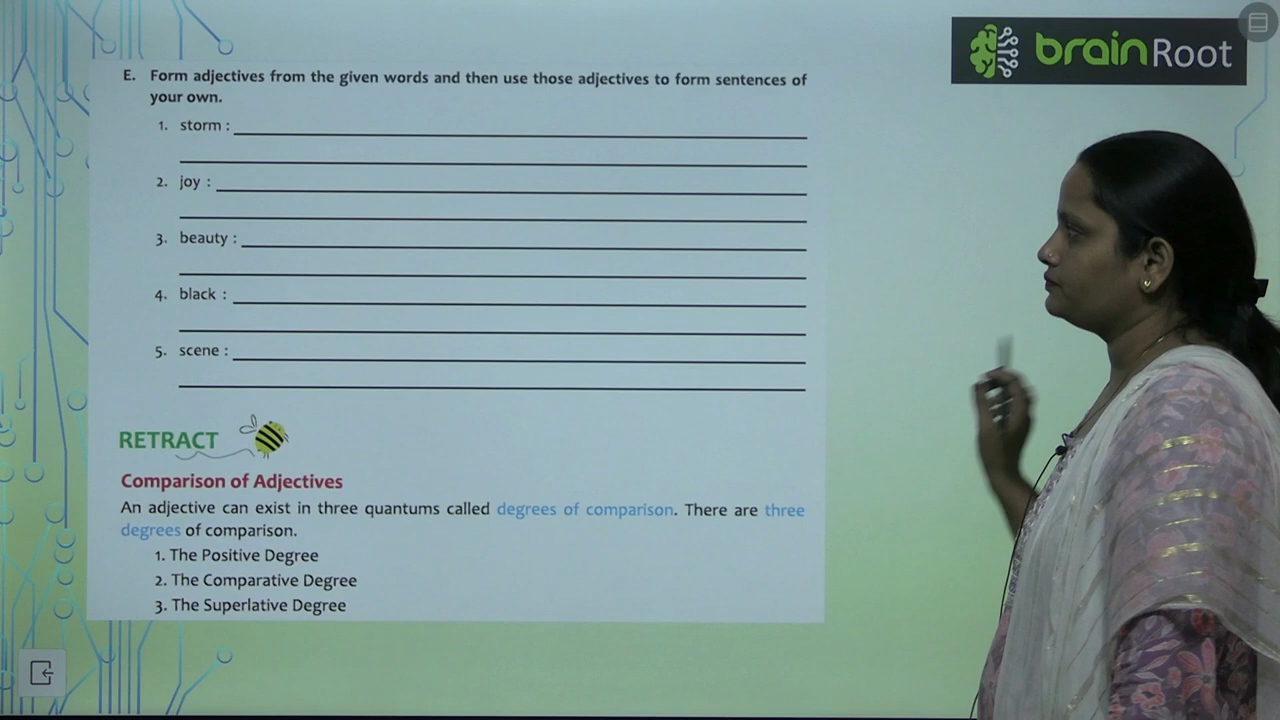 brainRoot
E. Form adjectives from the given words and then use those adjectives to form sentences of
your own.
1. storm :
2. joy :
3. beauty :
4. black :
5. scene :
RETRACT
Comparison of Adjectives
An adjective can exist in three quantums called degrees of comparison. There are three
degrees of comparison.
1. The Positive Degree
2. The Comparative Degree
3. The Superlative Degree